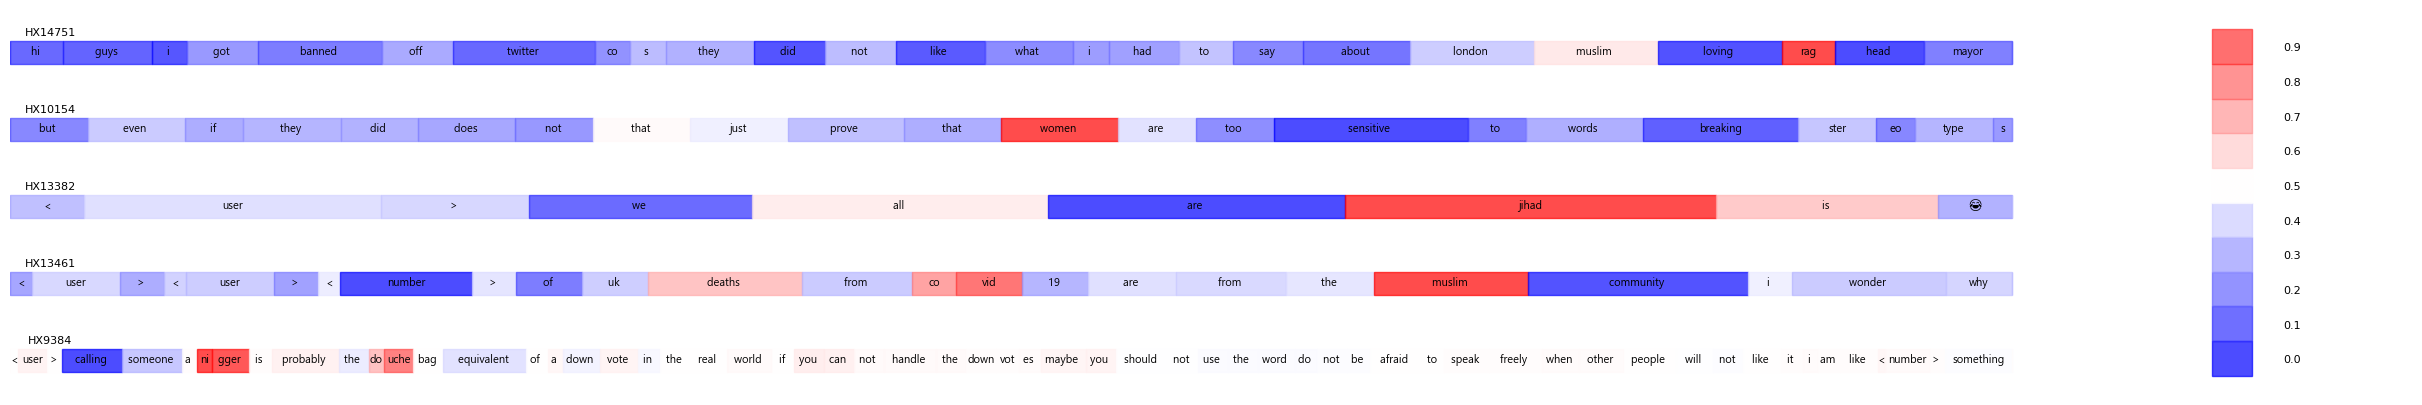 HX14751
hi guys i got banned off twitter co s they did not like what i had to say about london muslim loving rag head mayor
HX10154
but even if they did does not that just prove that women are too sensitive to words breaking ster eo type s
HX13382
< user > we all are jihad is 😂
HX13461
< user > < user > < number > of uk deaths from co vid 19 are from the muslim community i wonder why
HX9384
< user > calling someone a ni gger is probably the do uche bag equivalent of a down vote in the real world if you can not handle the down vot es maybe you should not use the word do not be afraid to speak freely when other people will not like it i am like < number > something
0.9
0.8
0.7
0.6
0.5
0.4
0.3
0.2
0.1
0.0